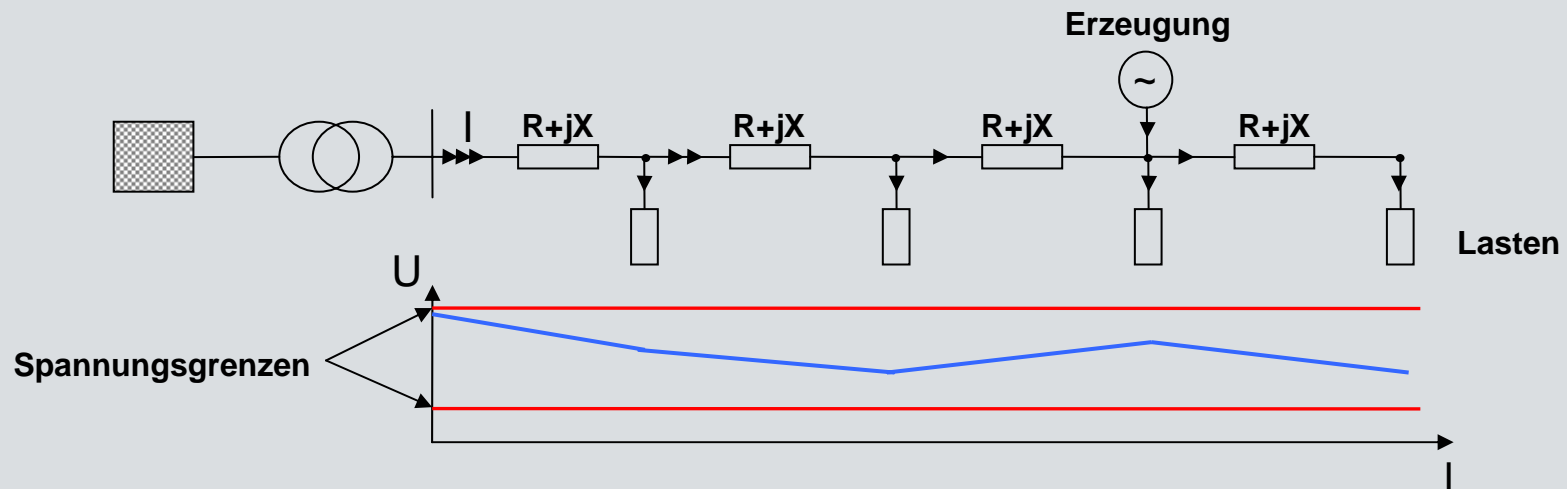 Erzeugung
~
I
R+jX
R+jX
R+jX
R+jX
Lasten
U
Spannungsgrenzen
l